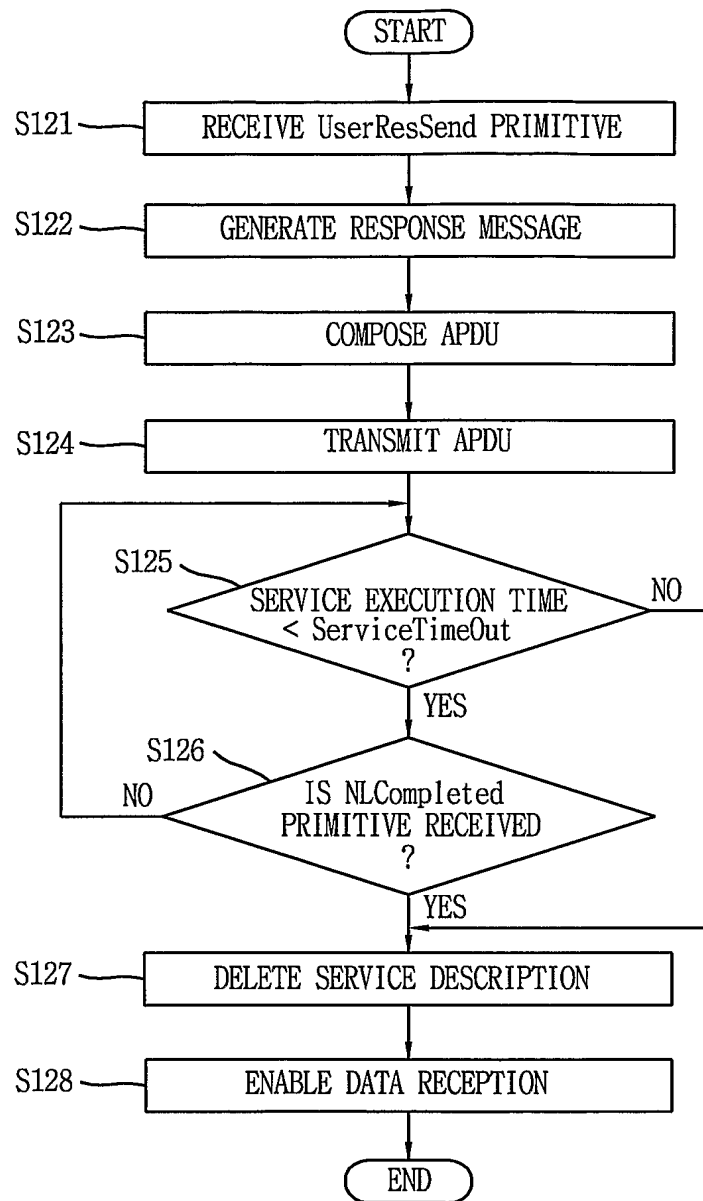 START
S121 RECEIVE UserResSend PRIMITIVE
S122 GENERATE RESPONSE MESSAGE
S123 COMPOSE APDU
S124 TRANSMIT APDU
S125
SERVICE EXECUTION TIME
< ServiceTimeOut
?
NO
YES
S126
IS NLCompleted
PRIMITIVE RECEIVED
?
NO
YES
S127 DELETE SERVICE DESCRIPTION
S128 ENABLE DATA RECEPTION
END